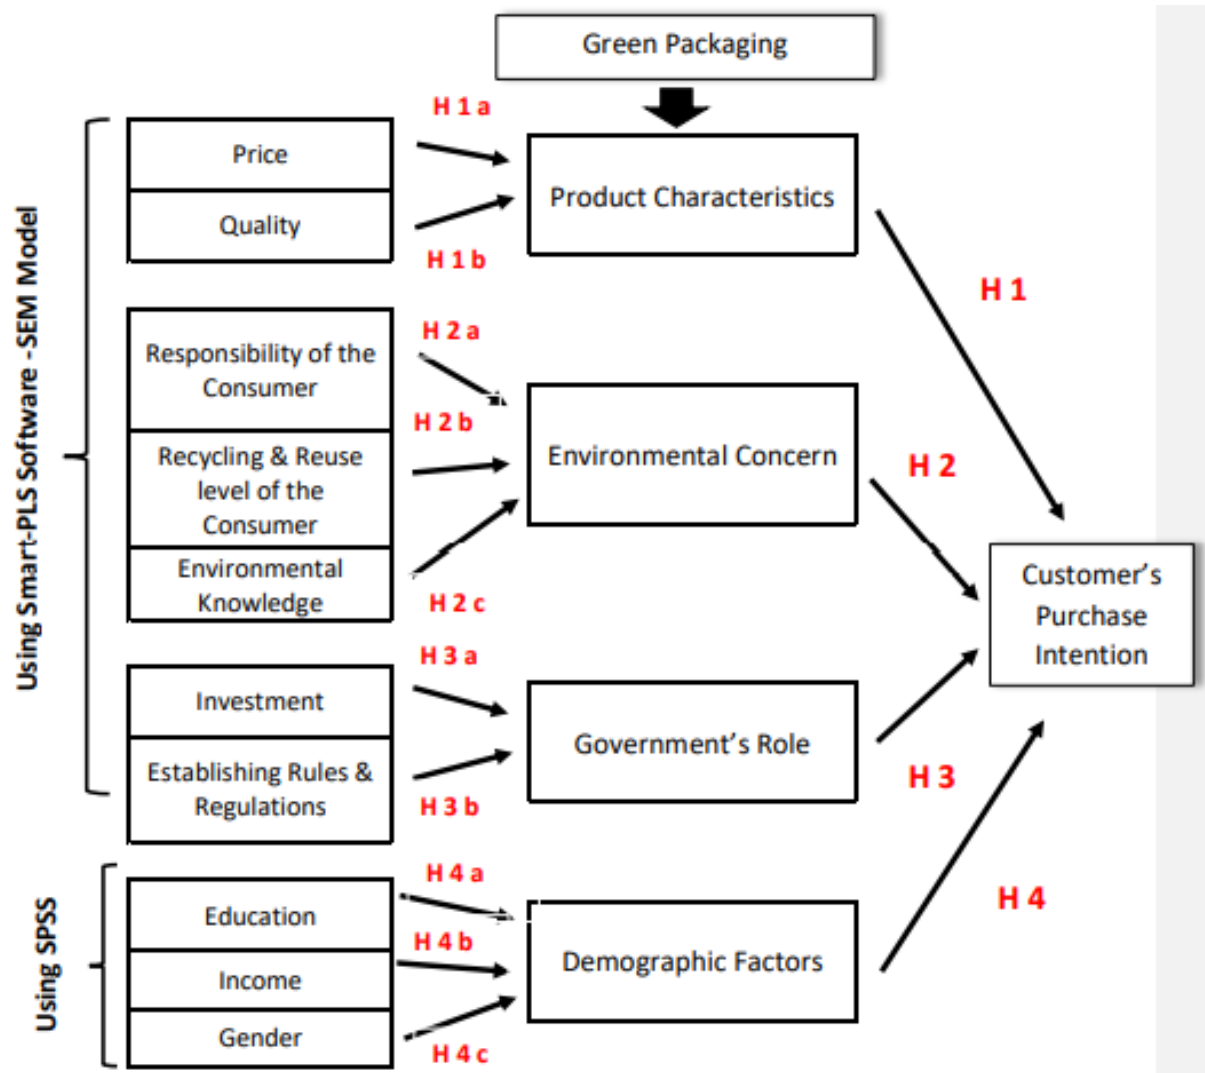 Green Packaging
H 1 a
Price
Quality
H 1 b
Product Characteristics
H 1
Using Smart-PLS Software -SEM Model
H 2 a
Responsibility of the
Consumer
H 2 b
Recycling & Reuse
level of the
Consumer
Environmental
Knowledge
H 2 c
Environmental Concern
H 2
Customer's
Purchase
Intention
H 3 a
Investment
Establishing Rules &
Regulations
H 3 b
Government's Role
H 3
Using SPSS
H 4 a
Education
H 4 b
Income
Gender
H 4 c
Demographic Factors
H 4